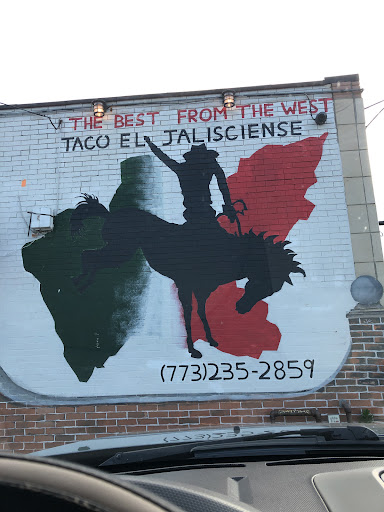 THE BEST FROM THE WEST
TACO EL JALISCIENSE
(773)235-2859